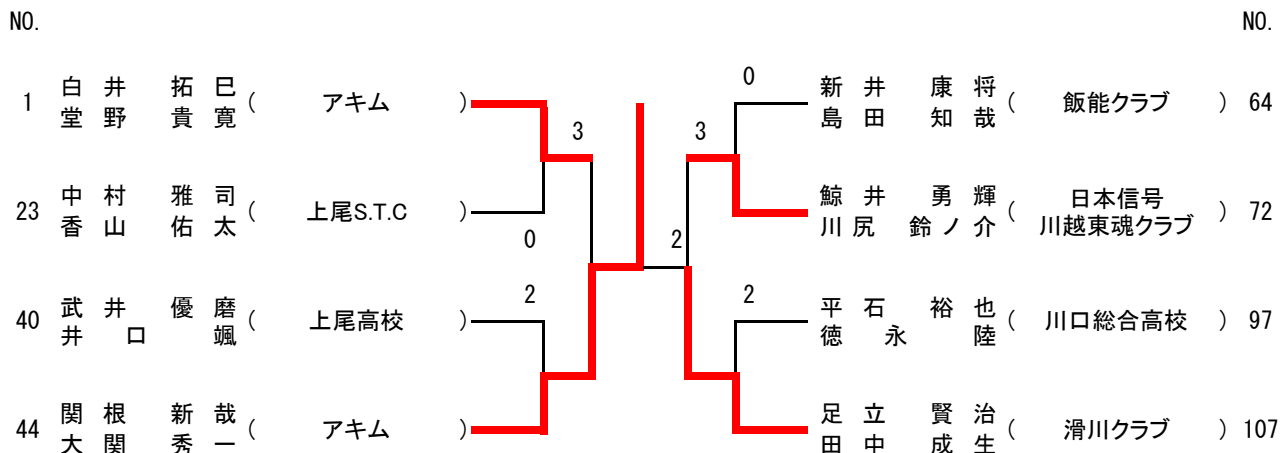 NO. NO.
0
白井 拓巳 新井 康将
1 ( アキム ) ( 飯能クラブ ) 64
堂野 貴寛 島田 知哉
3 3
中村 雅司 鯨井 勇輝 日本信号
23 ( 上尾S.T.C ) ( ) 72
香山 佑太 川尻 鈴ノ介 川越東魂クラブ
0 2
2 2
武井 優磨 平石 裕也
40 ( 上尾高校 ) ( 川口総合高校 ) 97
井口 颯 徳永 陸
関根 新哉 足立 賢治
44 ( アキム ) ( 滑川クラブ ) 107
大関 秀一 田中 成生